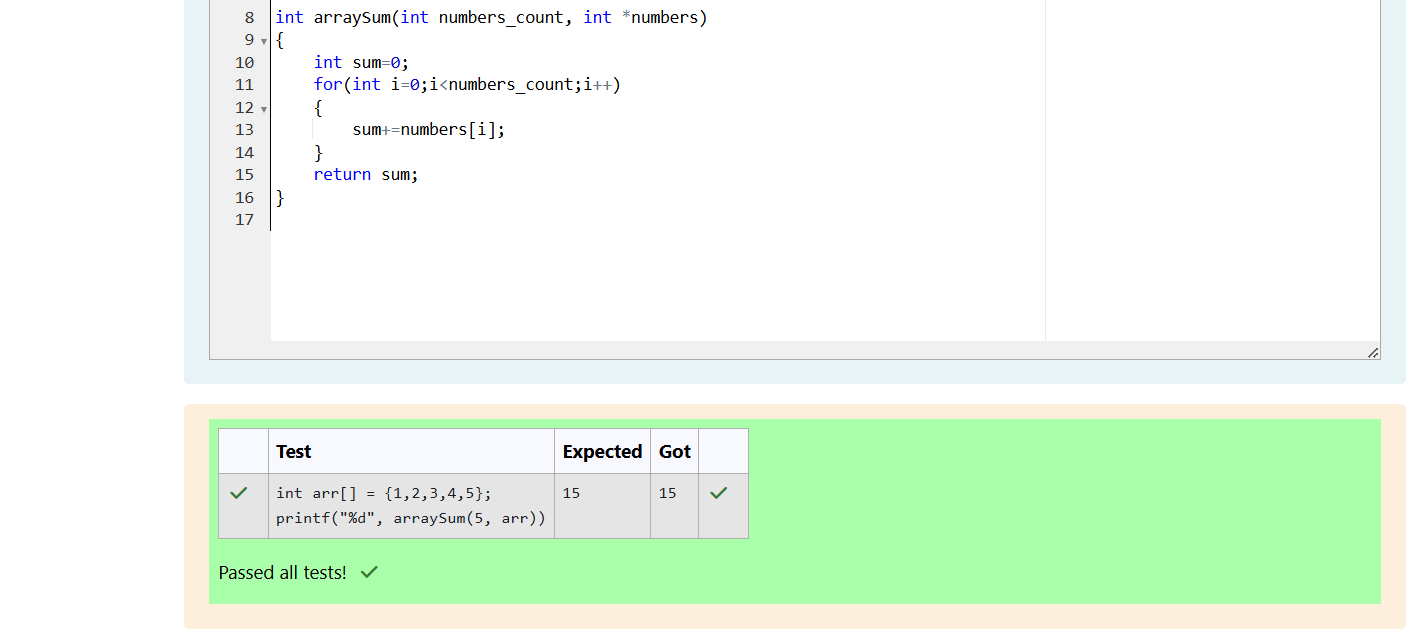 8 int arraySum(int numbers_count, int *numbers)
9 {
10 int sum=0;
11 for(int i=0;i<numbers_count;i++)
12 {
13 sum+=numbers[i];
14 }
15 return sum;
16 }
17
Test Expected Got
int arr[] = {1,2,3,4,5}; 15 15
printf("%d", arraySum(5, arr))
Passed all tests!